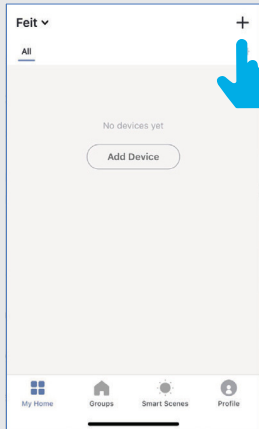 Feit
All
No devices yet
Add Device
My Home Groups Smart Scenes Profile